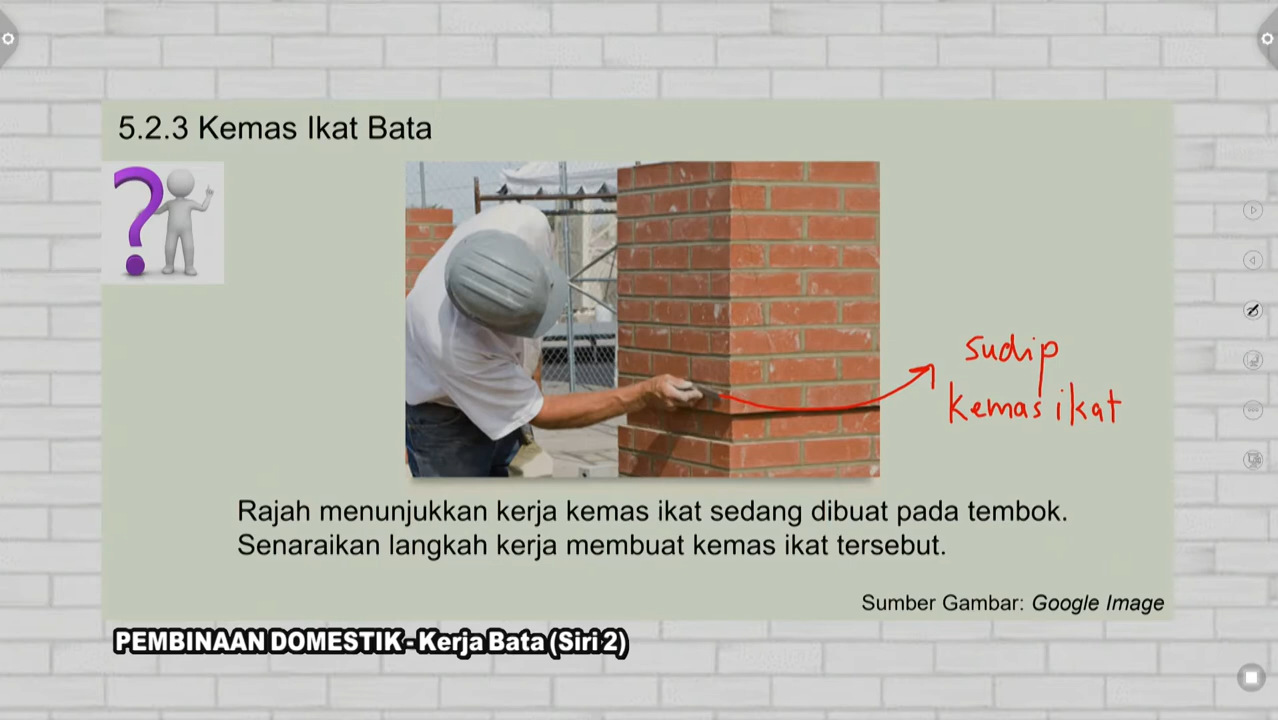 5.2.3 Kemas Ikat Bata
sudip
kemas ikat
Rajah menunjukkan kerja kemas ikat sedang dibuat pada tembok.
Senaraikan langkah kerja membuat kemas ikat tersebut.
Sumber Gambar: Google Image
PEMBINAAN DOMESTIK - Kerja Bata (Siri 2)